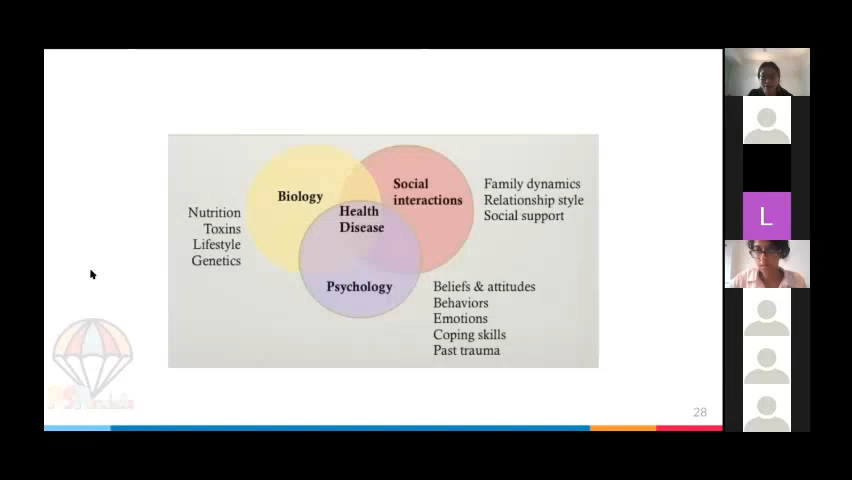 Biology
Nutrition
Toxins
Lifestyle
Genetics
Social
interactions
Family dynamics
Relationship style
Social support
Health
Disease
Psychology
Beliefs & attitudes
Behaviors
Emotions
Coping skills
Past trauma
28
L